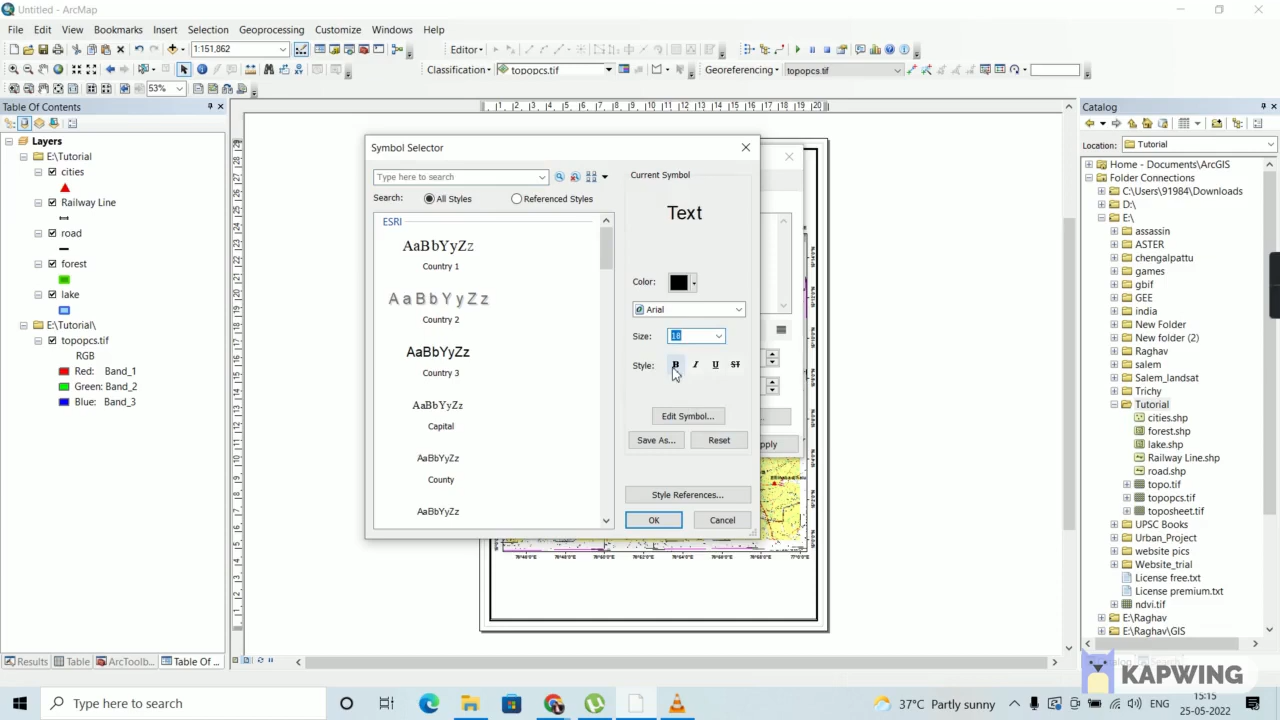 Untitled - ArcMap
File Edit View Bookmarks Insert Selection Geoprocessing Customize Windows Help
1:151,862
Editor
Classification topopcs.tif
Georeferencing topopcs.tif
53%
Table Of Contents
Layers
E:\Tutorial
cities
Railway Line
road
forest
lake
E:\Tutorial\
topopcs.tif
RGB
Red: Band_1
Green: Band_2
Blue: Band_3
Results Table ArcToolb... Table Of ...
Symbol Selector
Type here to search
Search: All Styles Referenced Styles
ESRI
AaBbYyZz
Country 1
AaBbYyZz
Country 2
AaBbYyZz
Country 3
AaBbYyZz
Capital
AaBbYyZz
County
AaBbYyZz
Current Symbol
Text
Color:
Arial
Size: 18
Style: B I U ST
Edit Symbol...
Save As... Reset
Style References...
OK Cancel
pply
Catalog
Location: Tutorial
Home - Documents\ArcGIS
Folder Connections
C:\Users\91984\Downloads
D:\
E:\
assassin
ASTER
chengalpattu
games
gbif
GEE
india
New Folder
New folder (2)
Raghav
salem
Salem_landsat
Trichy
Tutorial
cities.shp
forest.shp
lake.shp
Railway Line.shp
road.shp
topo.tif
topopcs.tif
toposheet.tif
UPSC Books
Urban_Project
website pics
Website_trial
License free.txt
License premium.txt
ndvi.tif
E:\Raghav
E:\Raghav\GIS
KAPWING
Type here to search
37°C Partly sunny
ENG
15:15
25-05-2022